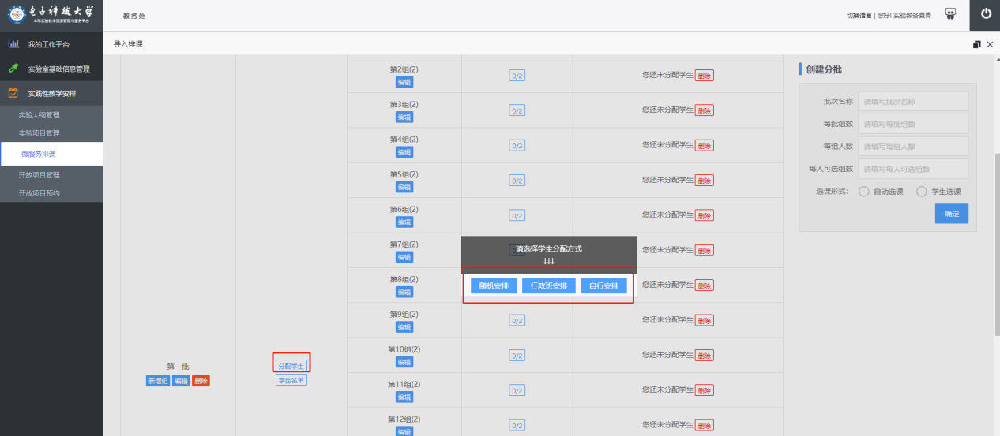 电子科技大学
本科实验教学资源管理与服务平台
教务处
切换语言 | 您好! 实验教务夏青
我的工作平台
实验室基础信息管理
实践性教学安排
实验大纲管理
实验项目管理
微服务排课
开放项目管理
开放项目预约
导入排课
第一批
新增组 编辑 删除
分配学生
学生名单
第2组(2)
编辑
0/2
您还未分配学生 删除
第3组(2)
编辑
0/2
您还未分配学生 删除
第4组(2)
编辑
0/2
您还未分配学生 删除
第5组(2)
编辑
0/2
您还未分配学生 删除
第6组(2)
编辑
0/2
您还未分配学生 删除
第7组(2)
编辑
您还未分配学生 删除
第8组(2)
编辑
您还未分配学生 删除
第9组(2)
编辑
0/2
您还未分配学生 删除
第10组(2)
编辑
0/2
您还未分配学生 删除
第11组(2)
编辑
0/2
您还未分配学生 删除
第12组(2)
编辑
0/2
您还未分配学生 删除
请选择学生分配方式
↓↓↓
随机安排 行政班安排 自行安排
创建分批
批次名称 请填写批次名称
每批组数 请填写每批组数
每组人数 请填写每组人数
每人可选组数 请填写每人可选组数
选课形式: 自动选课 学生选课
确定